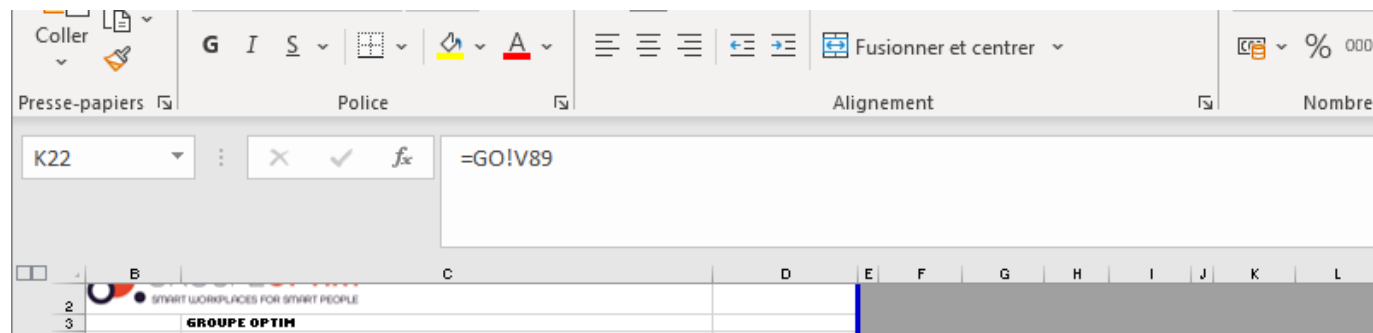 Coller
G I S A Fusionner et centrer % 000
Presse-papiers Police Alignement Nombre
K22 fx =GO!V89
B C D E F G H I J K L
2 SMART WORKPLACES FOR SMART PEOPLE
3 GROUPE OPTIM